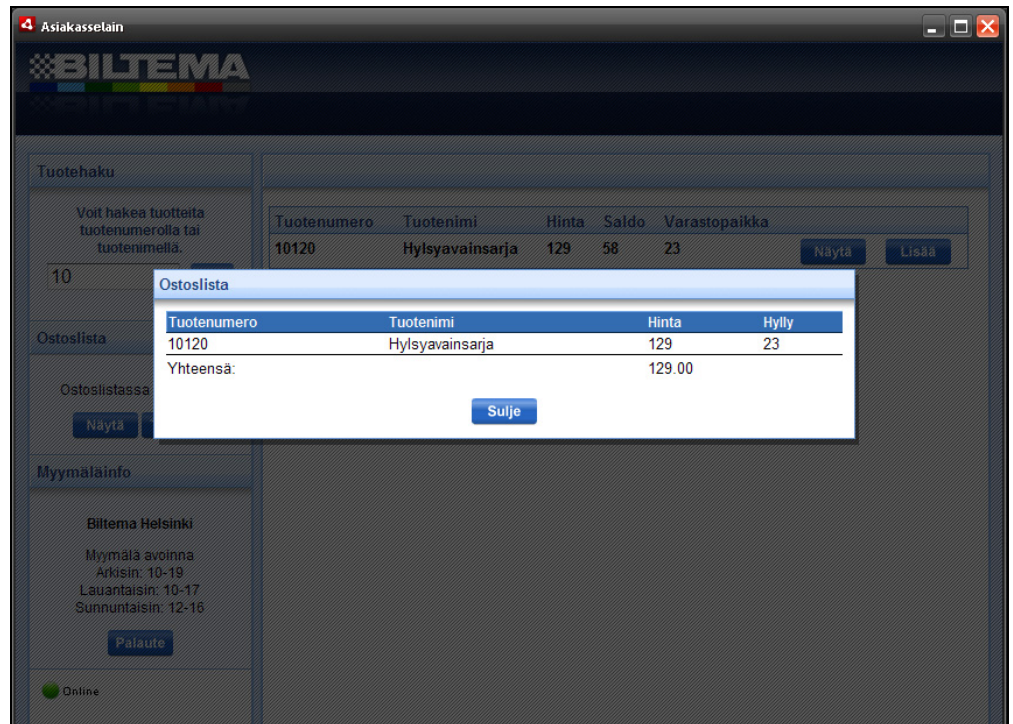 Asiakasselain
BILTEMA
Tuotehaku
Voit hakea tuotteita
tuotenumerolla tai
tuotenimellä.
10
Tuotenumero Tuotenimi Hinta Saldo Varastopaikka
10120 Hylsyavainsarja 129 58 23 Näytä Lisää
Ostoslista
Tuotenumero Tuotenimi Hinta Hylly
10120 Hylsyavainsarja 129 23
Yhteensä: 129.00
Sulje
Ostoslista
Ostoslistassa
Näytä
Myymäläinfo
Biltema Helsinki
Myymälä avoinna
Arkisin: 10-19
Lauantaisin: 10-17
Sunnuntaisin: 12-16
Palaute
Online